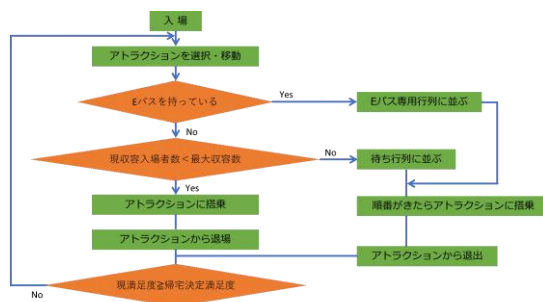 入 場
アトラクションを選択・移動
Eパスを持っている
Yes
Eパス専用行列に並ぶ
No
現収容入場者数＜最大収容数
No
待ち行列に並ぶ
Yes
アトラクションに搭乗
順番がきたらアトラクションに搭乗
アトラクションから退場
アトラクションから退出
現満足度≧帰宅決定満足度
No